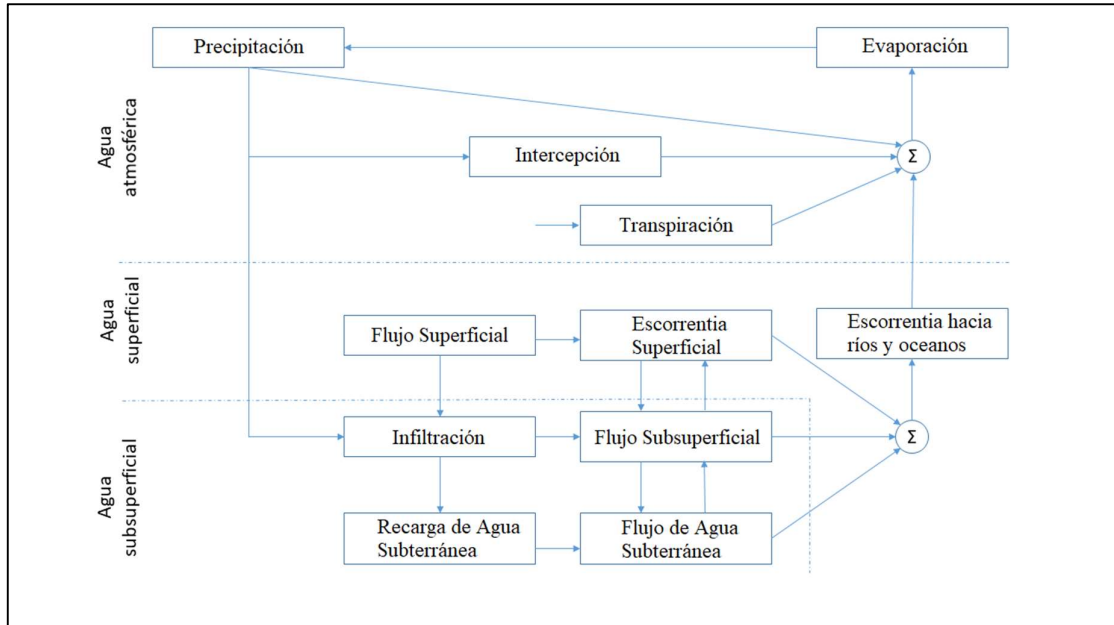 Precipitación
Evaporación
Agua
atmosférica
Intercepción
Σ
Transpiración
Agua
superficial
Flujo Superficial
Escorrentia
Superficial
Escorrentia hacia
ríos y oceanos
Agua
subsuperficial
Infiltración
Flujo Subsuperficial
Σ
Recarga de Agua
Subterránea
Flujo de Agua
Subterránea